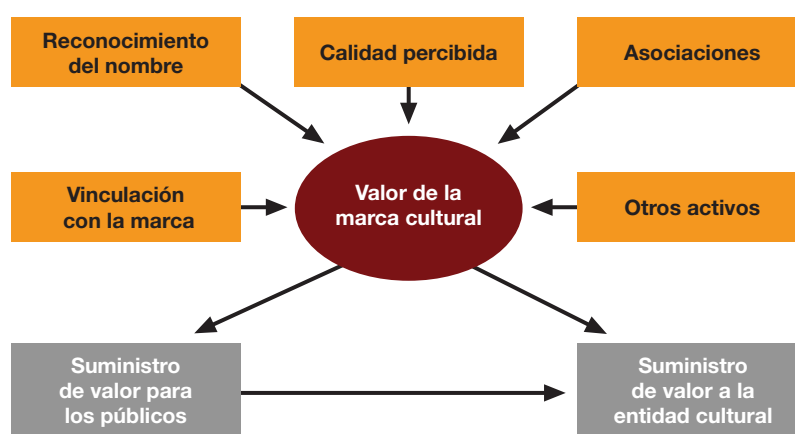 Reconocimiento
del nombre
Calidad percibida
Asociaciones
Vinculación
con la marca
Valor de la
marca cultural
Otros activos
Suministro
de valor para
los públicos
Suministro
de valor a la
entidad cultural